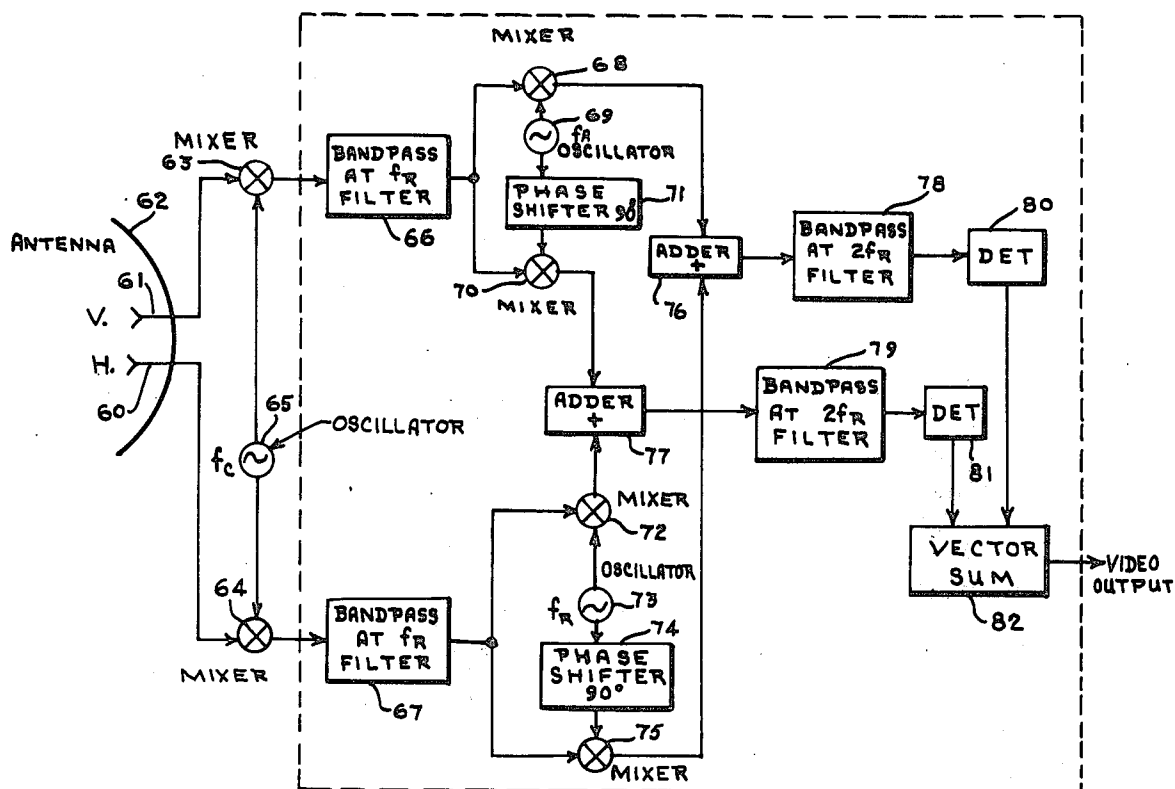 MIXER
68
69
fR
OSCILLATOR
MIXER
63
BANDPASS
AT fR
FILTER
66
PHASE
SHIFTER 90°
71
62
ANTENNA
61
V.
H.
60
70
MIXER
ADDER
+
76
78
BANDPASS
AT 2fR
FILTER
80
DET
79
BANDPASS
AT 2fR
FILTER
ADDER
+
77
DET
81
65
OSCILLATOR
fC
MIXER
72
OSCILLATOR
fR
73
VECTOR
SUM
82
VIDEO
OUTPUT
64
MIXER
BANDPASS
AT fR
FILTER
67
74
PHASE
SHIFTER
90°
75
MIXER